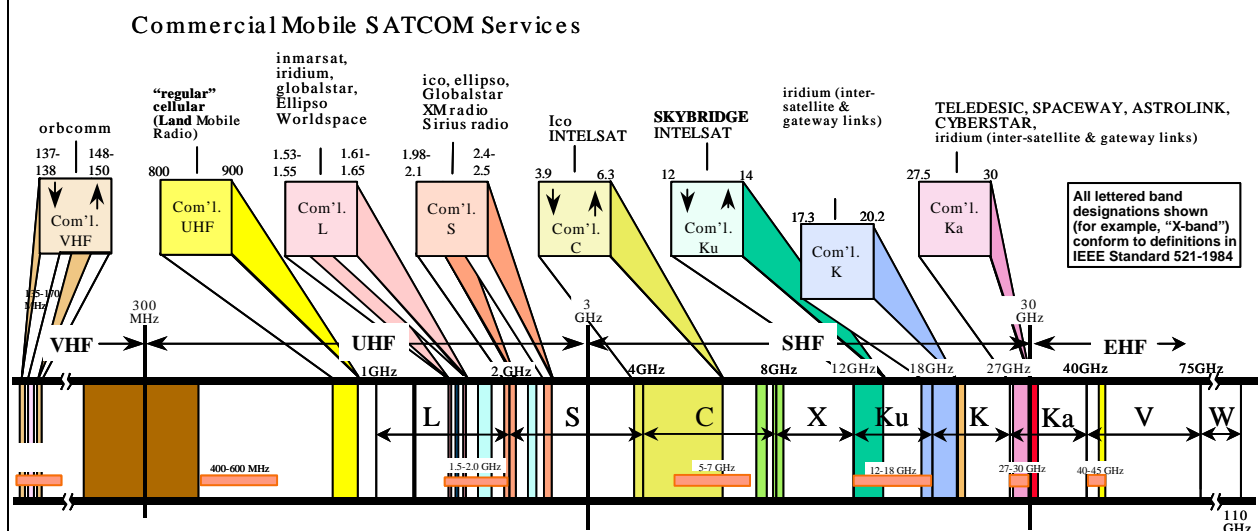 Commercial Mobile SATCOM Services
orbcomm
137-
138
148-
150
Com'l.
VHF
"regular"
cellular
(Land Mobile
Radio)
800
900
Com'l.
UHF
inmarsat,
iridium,
globalstar,
Ellipso
Worldspace
1.53-
1.55
1.61-
1.65
Com'l.
L
ico, ellipso,
Globalstar
XM radio
Sirius radio
1.98-
2.1
2.4-
2.5
Com'l.
S
Ico
INTELSAT
3.9
6.3
Com'l.
C
SKYBRIDGE
INTELSAT
12
14
Com'l.
Ku
iridium (inter-
satellite &
gateway links)
17.3
20.2
Com'l.
K
TELEDESIC, SPACEWAY, ASTROLINK,
CYBERSTAR,
iridium (inter-satellite & gateway links)
27.5
30
Com'l.
Ka
All lettered band
designations shown
(for example, "X-band")
conform to definitions in
IEEE Standard 521-1984
135-170
MHz
300
MHz
3
GHz
30
GHz
VHF
UHF
SHF
EHF
1GHz
2 GHz
4GHz
8GHz
12GHz
18GHz
27GHz
40GHz
75GHz
L
S
C
X
Ku
K
Ka
V
W
400-600 MHz
1.5-2.0 GHz
5-7 GHz
12-18 GHz
27-30 GHz
40-45 GHz
110
GHz